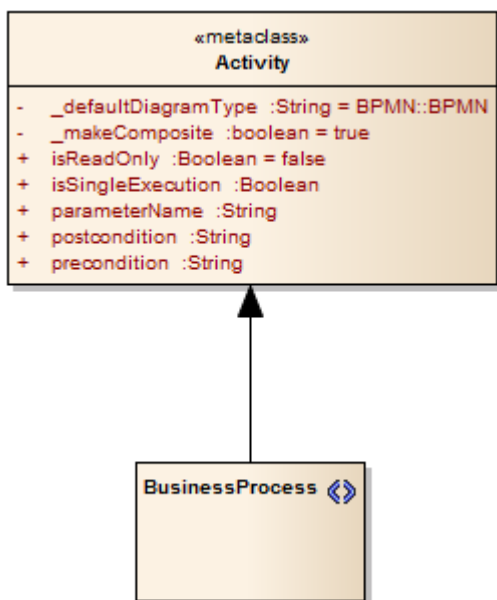 «metaclass»
Activity
- _defaultDiagramType :String = BPMN::BPMN
- _makeComposite :boolean = true
+ isReadOnly :Boolean = false
+ isSingleExecution :Boolean
+ parameterName :String
+ postcondition :String
+ precondition :String
BusinessProcess